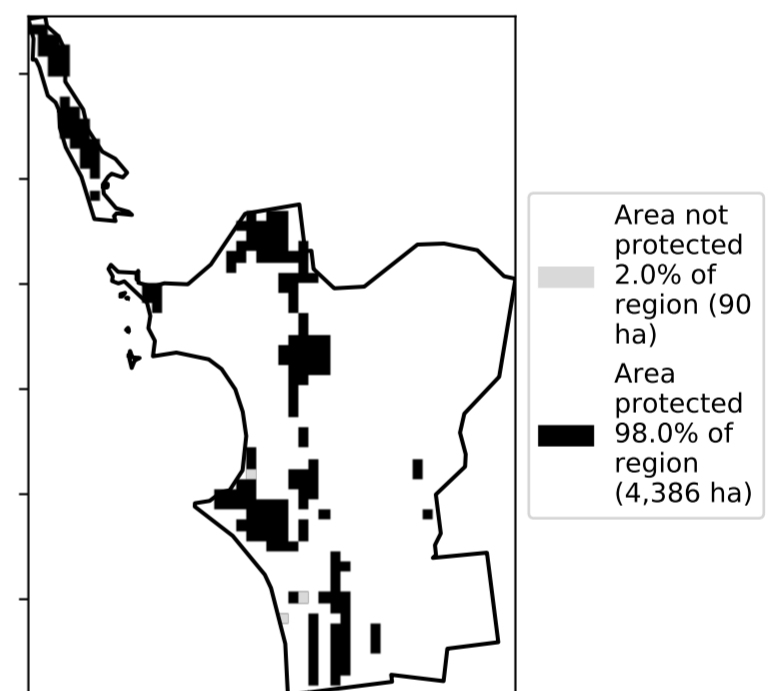 Area not
protected
2.0% of
region (90
ha)
Area
protected
98.0% of
region
(4,386 ha)